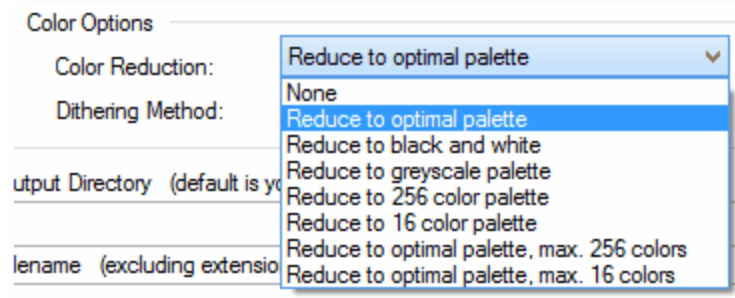 Color Options
Color Reduction:
Reduce to optimal palette
None
Reduce to optimal palette
Dithering Method:
Reduce to black and white
Reduce to greyscale palette
utput Directory (default is yo
Reduce to 256 color palette
Reduce to 16 color palette
Reduce to optimal palette, max. 256 colors
lename (excluding extensio
Reduce to optimal palette, max. 16 colors